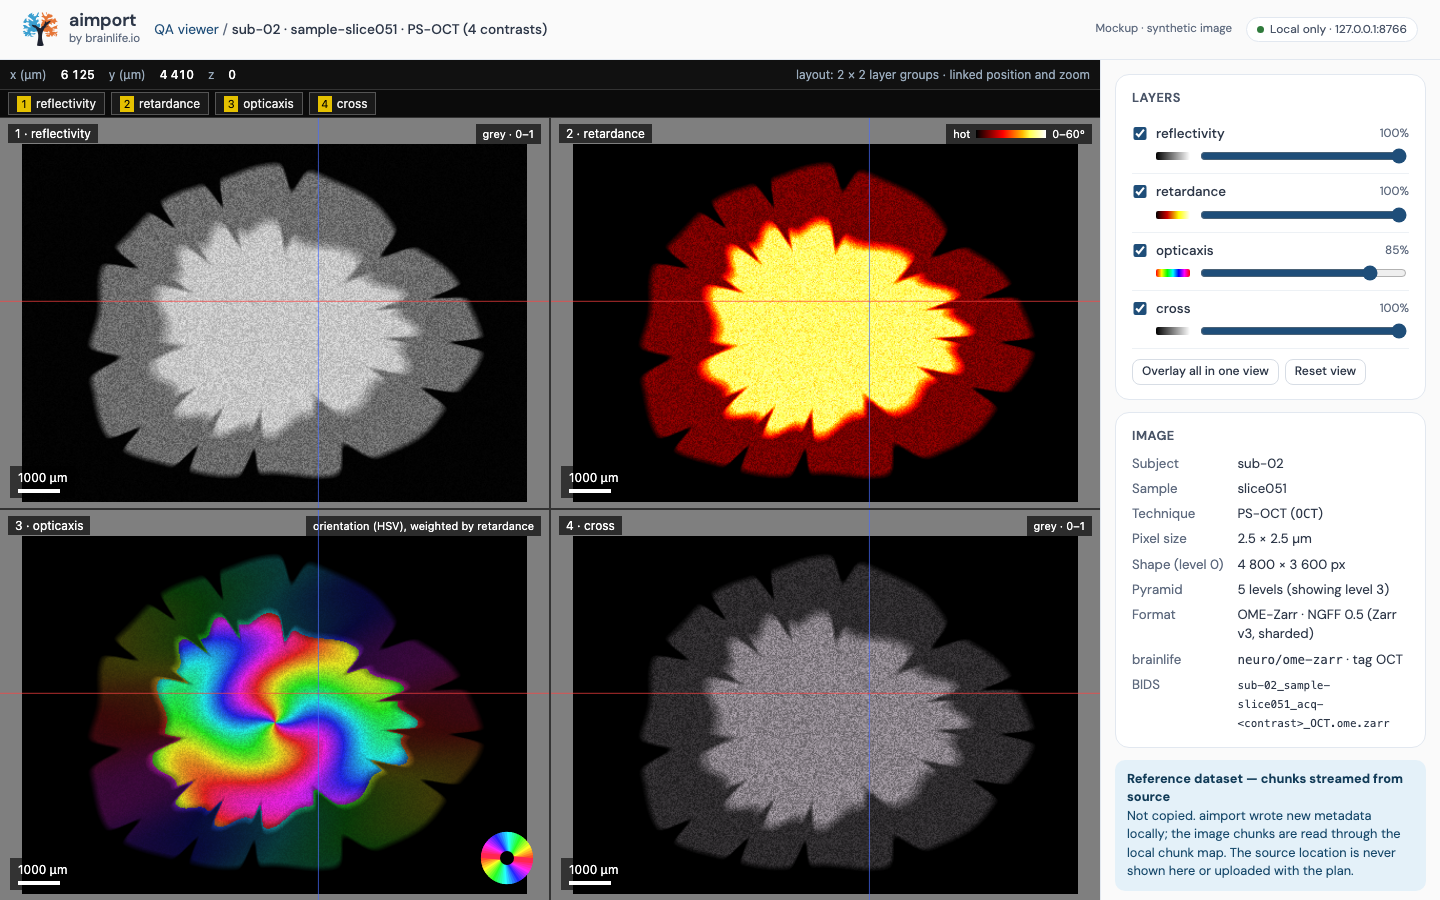 aimport
by brainlife.io
QA viewer / sub-02 · sample-slice051 · PS-OCT (4 contrasts)
Mockup · synthetic image
Local only · 127.0.0.1:8766
x (µm) 6 125 y (µm) 4 410 z 0
layout: 2 × 2 layer groups · linked position and zoom
1 reflectivity
2 retardance
3 opticaxis
4 cross
1 · reflectivity
grey · 0–1
1000 µm
2 · retardance
hot 0–60°
1000 µm
3 · opticaxis
orientation (HSV), weighted by retardance
1000 µm
4 · cross
grey · 0–1
1000 µm
LAYERS
reflectivity 100%
retardance 100%
opticaxis 85%
cross 100%
Overlay all in one view
Reset view
IMAGE
Subject sub-02
Sample slice051
Technique PS-OCT (OCT)
Pixel size 2.5 × 2.5 µm
Shape (level 0) 4 800 × 3 600 px
Pyramid 5 levels (showing level 3)
Format OME-Zarr · NGFF 0.5 (Zarr
v3, sharded)
brainlife neuro/ome-zarr · tag OCT
BIDS sub-02_sample-
slice051_acq-
<contrast>_OCT.ome.zarr
Reference dataset — chunks streamed from
source
Not copied. aimport wrote new metadata
locally; the image chunks are read through the
local chunk map. The source location is never
shown here or uploaded with the plan.